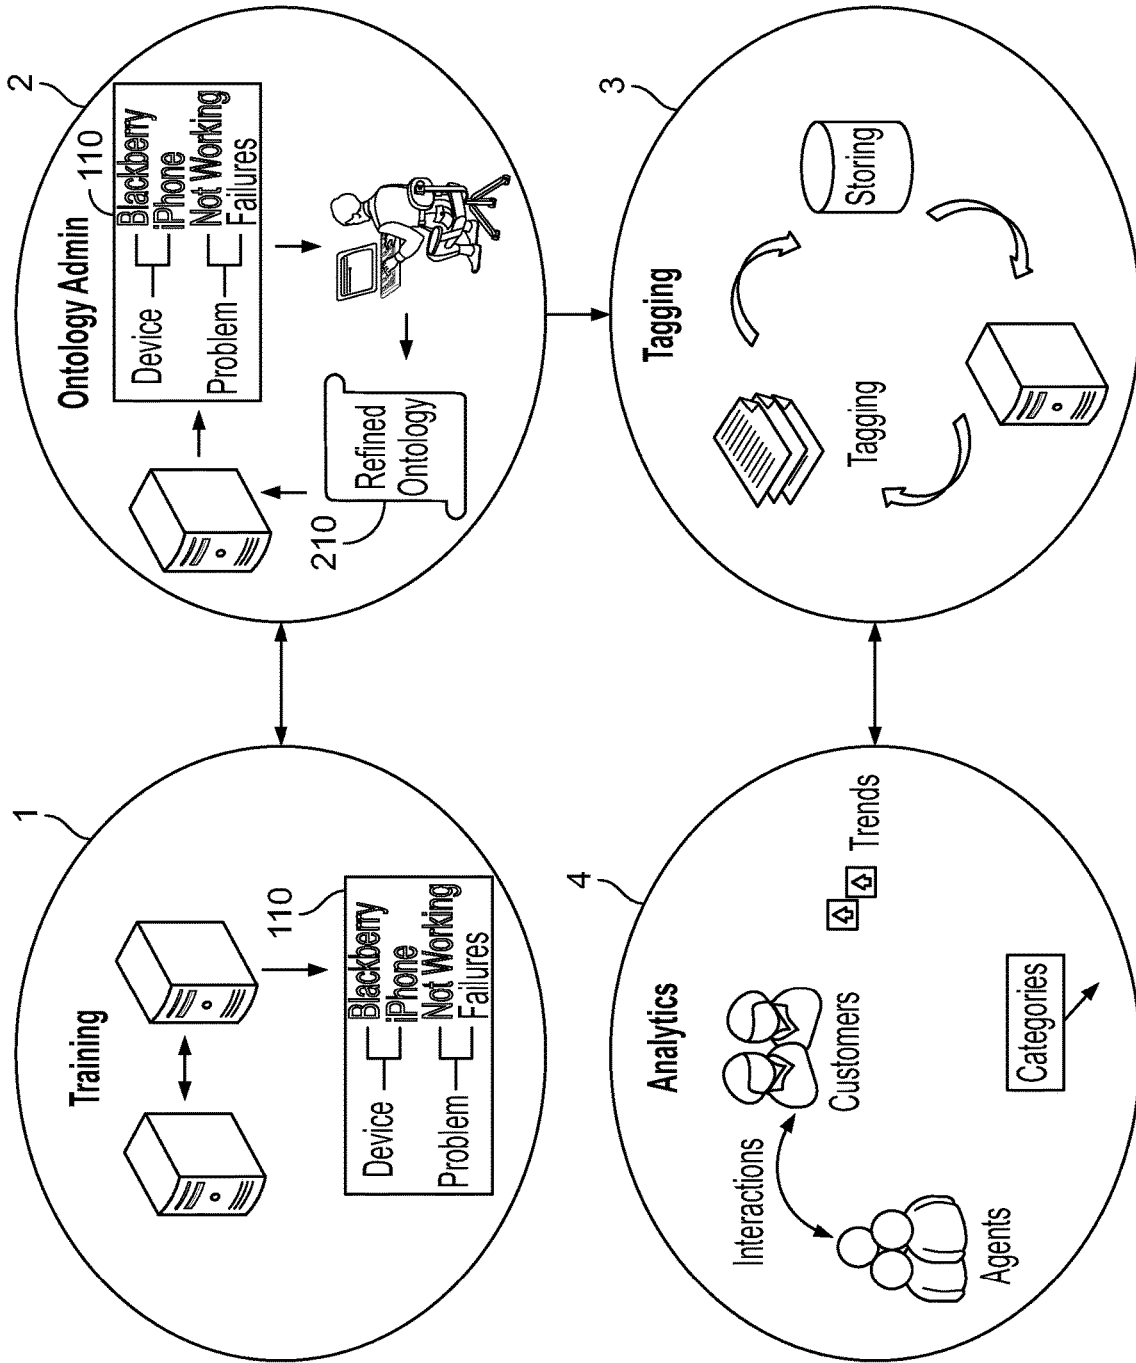 1
Training
110
Device
Blackberry
iPhone
Problem
Not Working
Failures
2
Ontology Admin
110
Device
Blackberry
iPhone
Problem
Not Working
Failures
210
Refined
Ontology
4
Analytics
Interactions
Customers
Agents
Trends
Categories
3
Tagging
Tagging
Storing